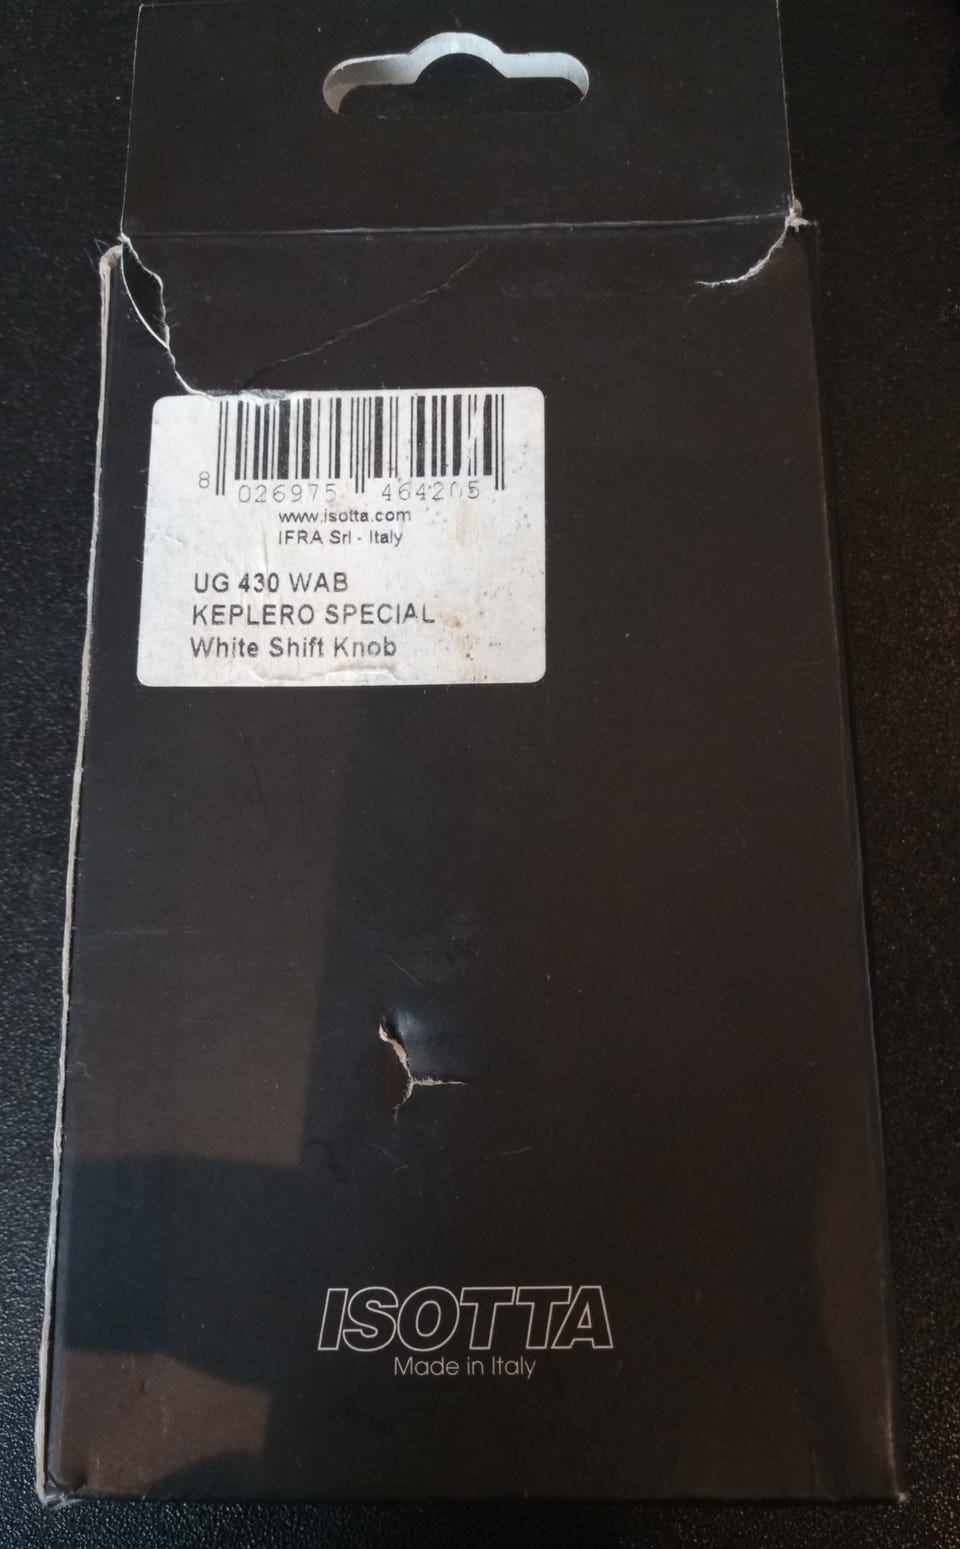 8 026975 464205
www.isotta.com
IFRA Srl - Italy
UG 430 WAB
KEPLERO SPECIAL
White Shift Knob
ISOTTA
Made in Italy